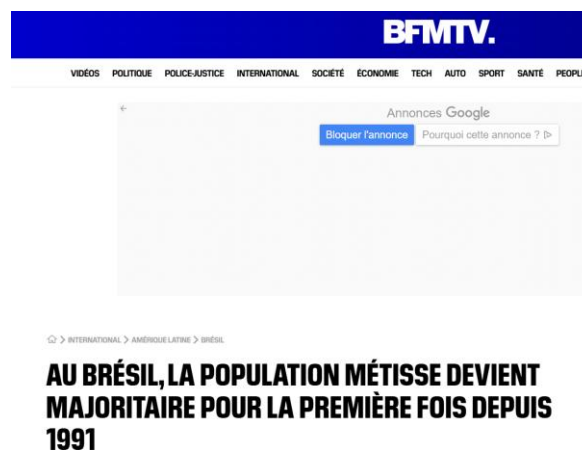 BFMTV.
VIDÉOS POLITIQUE POLICE-JUSTICE INTERNATIONAL SOCIÉTÉ ÉCONOMIE TECH AUTO SPORT SANTÉ PEOPL
Annonces Google
Bloquer l'annonce Pourquoi cette annonce ?
INTERNATIONAL > AMÉRIQUE LATINE > BRÉSIL
AU BRÉSIL, LA POPULATION MÉTISSE DEVIENT
MAJORITAIRE POUR LA PREMIÈRE FOIS DEPUIS
1991